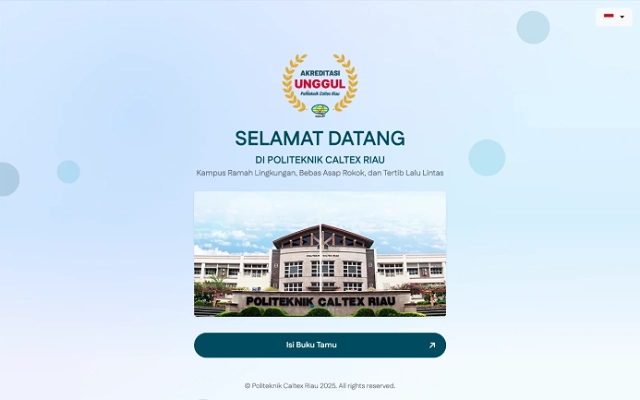 AKREDITASI
UNGGUL
Politeknik Caltex Riau
SELAMAT DATANG
DI POLITEKNIK CALTEX RIAU
Kampus Ramah Lingkungan, Bebas Asap Rokok, dan Tertib Lalu Lintas
POLITEKNIK CALTEX RIAU
Isi Buku Tamu
© Politeknik Caltex Riau 2025. All rights reserved.